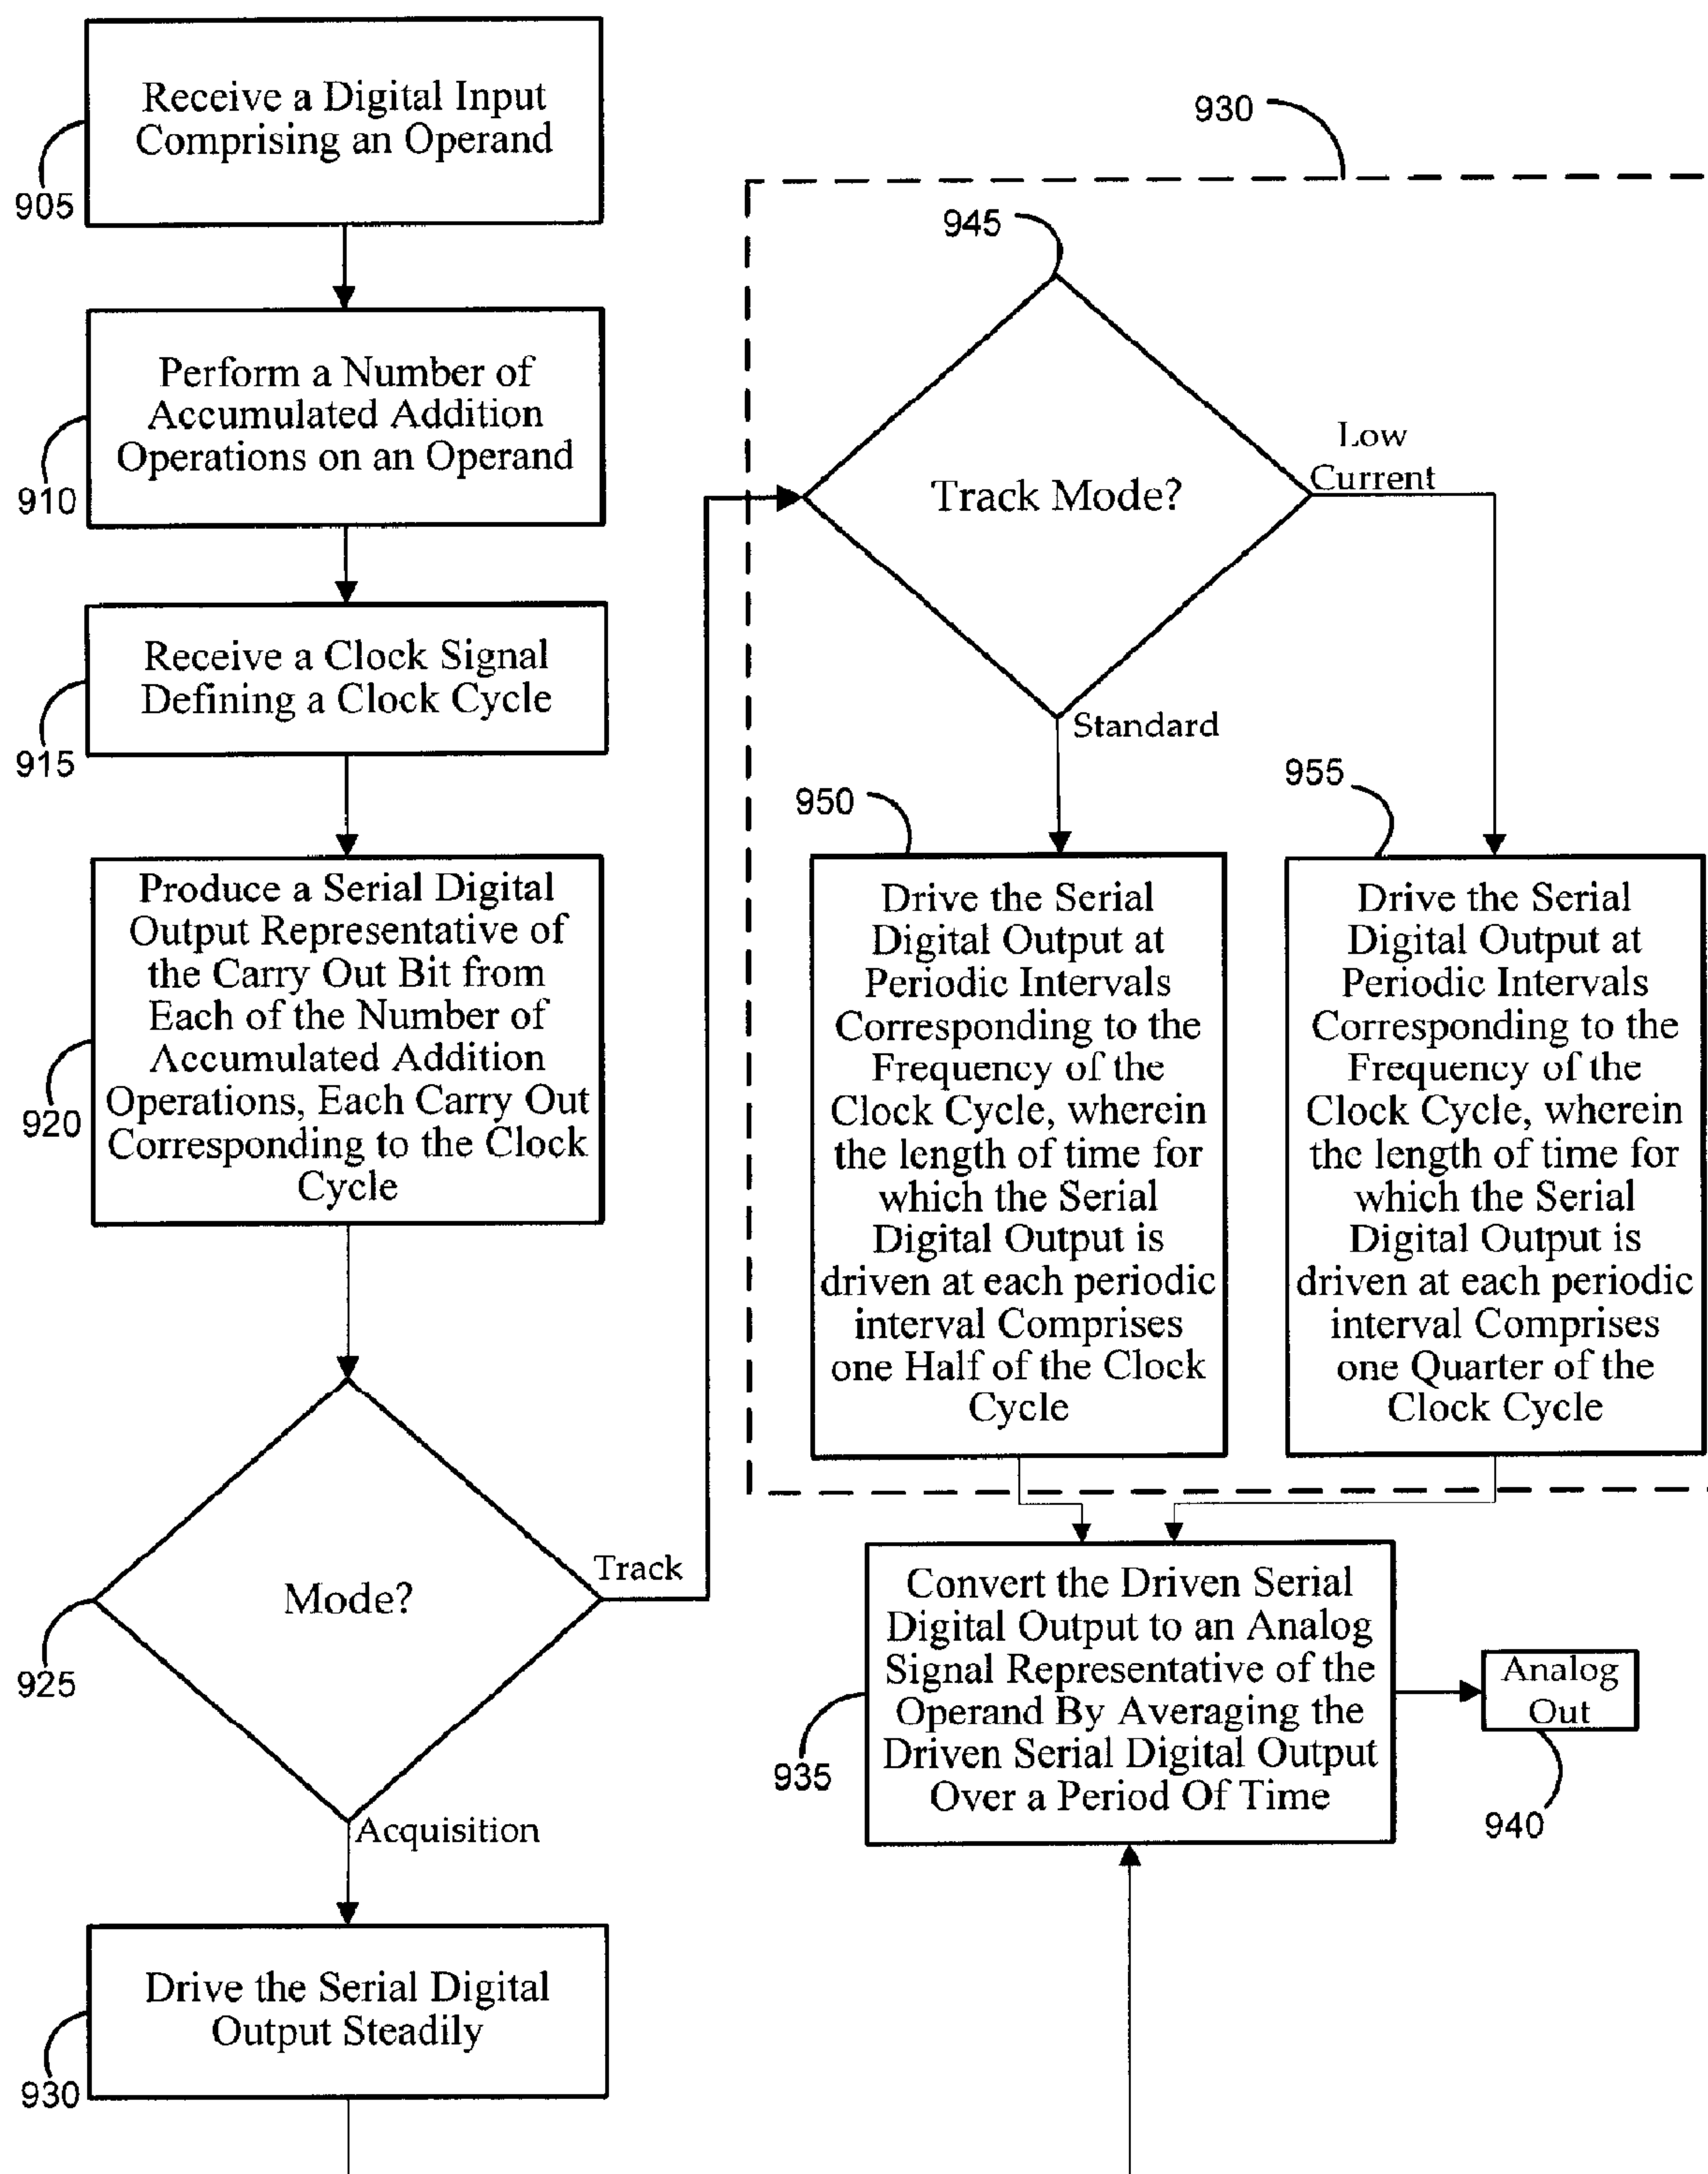 Receive a Digital Input
Comprising an Operand
905
Perform a Number of
Accumulated Addition
Operations on an Operand
910
Receive a Clock Signal
Defining a Clock Cycle
915
Produce a Serial Digital
Output Representative of
the Carry Out Bit from
Each of the Number of
Accumulated Addition
Operations, Each Carry Out
Corresponding to the Clock
Cycle
920
Mode?
925
Track
Acquisition
Drive the Serial Digital
Output Steadily
930
930
945
Track Mode?
Low
Current
Standard
950
Drive the Serial
Digital Output at
Periodic Intervals
Corresponding to the
Frequency of the
Clock Cycle, wherein
the length of time for
which the Serial
Digital Output is
driven at each periodic
interval Comprises
one Half of the Clock
Cycle
955
Drive the Serial
Digital Output at
Periodic Intervals
Corresponding to the
Frequency of the
Clock Cycle, wherein
the length of time for
which the Serial
Digital Output is
driven at each periodic
interval Comprises
one Quarter of the
Clock Cycle
Convert the Driven Serial
Digital Output to an Analog
Signal Representative of the
Operand By Averaging the
Driven Serial Digital Output
Over a Period Of Time
935
Analog
Out
940